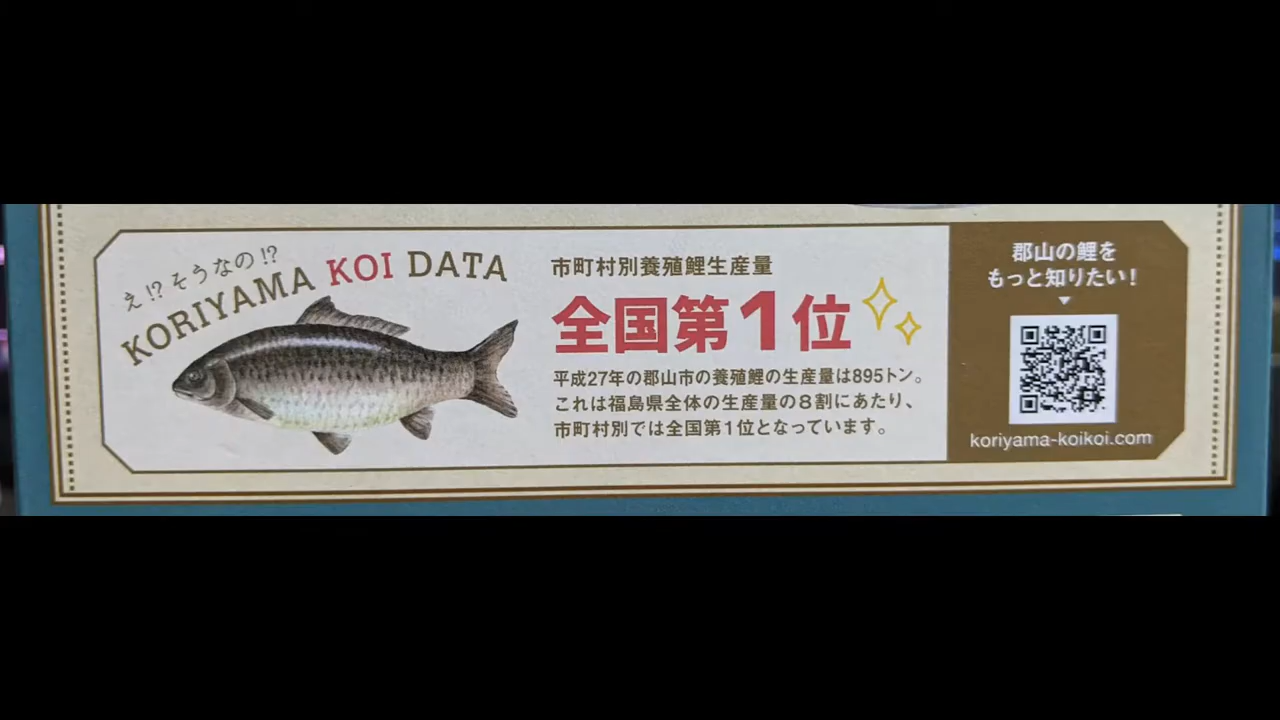 え!?そうなの!?
KORIYAMA KOI DATA
市町村別養殖鯉生産量
全国第1位
平成27年の郡山市の養殖鯉の生産量は895トン。
これは福島県全体の生産量の8割にあたり、
市町村別では全国第1位となっています。
郡山の鯉を
もっと知りたい!
koriyama-koikoi.com